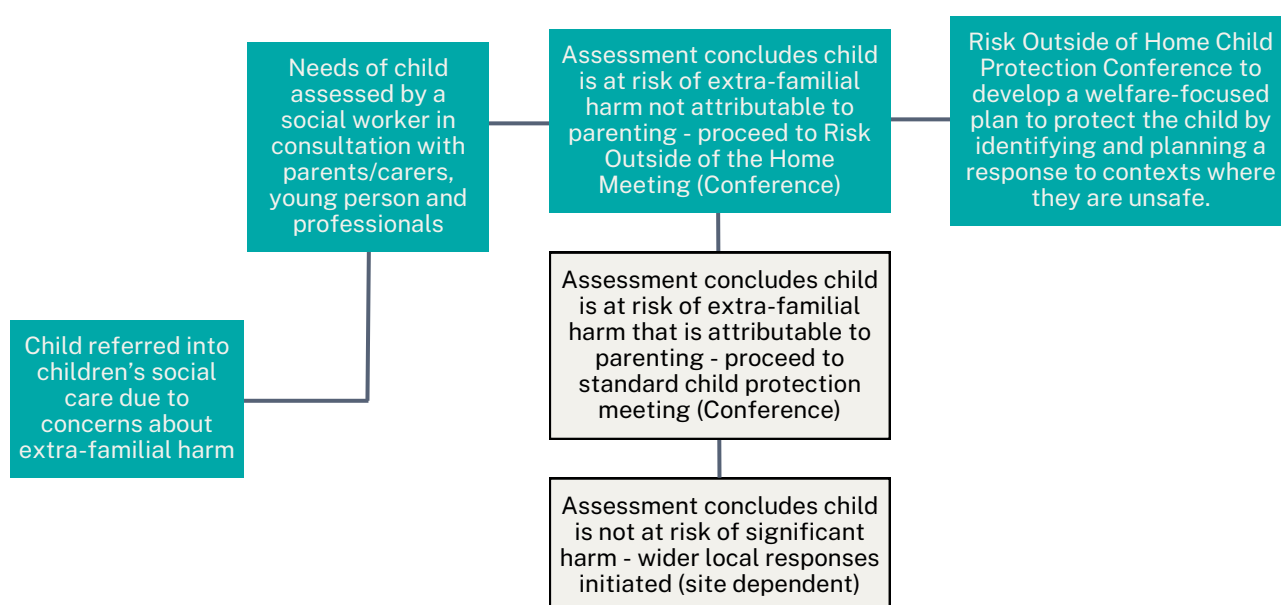 Child referred into
children’s social
care due to
concerns about
extra-familial harm
Needs of child
assessed by a
social worker in
consultation with
parents/carers,
young person and
professionals
Assessment concludes child
is at risk of extra-familial
harm not attributable to
parenting - proceed to Risk
Outside of the Home
Meeting (Conference)
Risk Outside of Home Child
Protection Conference to
develop a welfare-focused
plan to protect the child by
identifying and planning a
response to contexts where
they are unsafe.
Assessment concludes child
is at risk of extra-familial
harm that is attributable to
parenting - proceed to
standard child protection
meeting (Conference)
Assessment concludes child
is not at risk of significant
harm - wider local responses
initiated (site dependent)